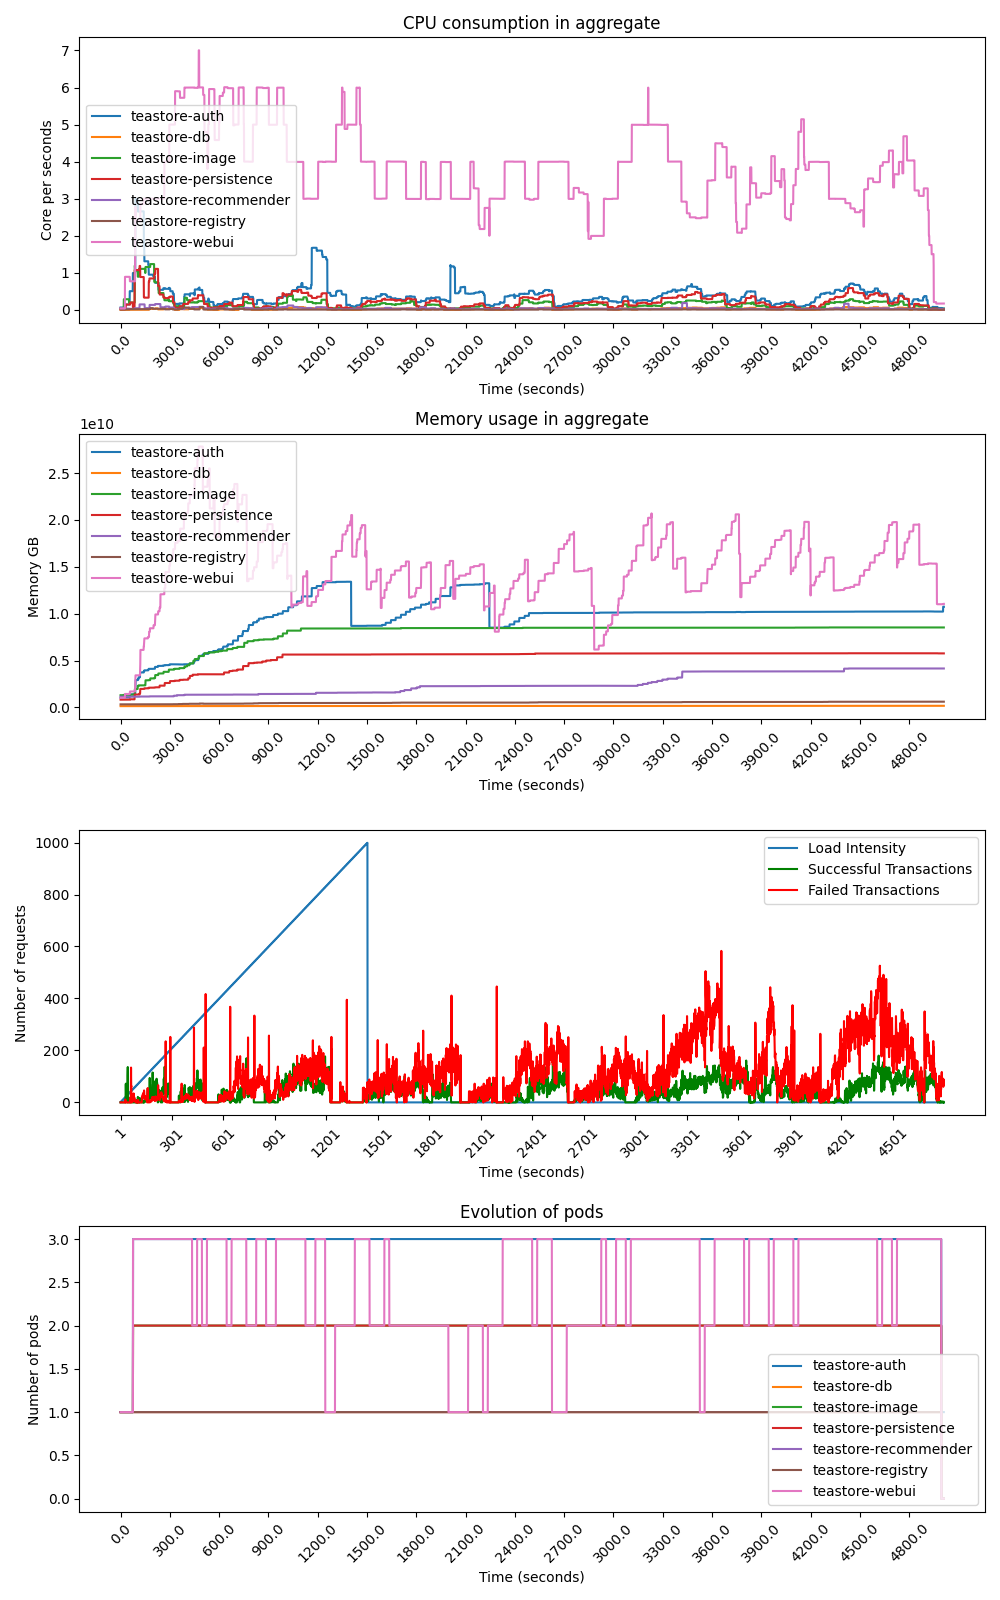 CPU consumption in aggregate
Core per seconds
7
6
5
4
3
2
1
0
teastore-auth
teastore-db
teastore-image
teastore-persistence
teastore-recommender
teastore-registry
teastore-webui
0.0 300.0 600.0 900.0 1200.0 1500.0 1800.0 2100.0 2400.0 2700.0 3000.0 3300.0 3600.0 3900.0 4200.0 4500.0 4800.0
Time (seconds)
Memory usage in aggregate
1e10
Memory GB
2.5
2.0
1.5
1.0
0.5
0.0
teastore-auth
teastore-db
teastore-image
teastore-persistence
teastore-recommender
teastore-registry
teastore-webui
0.0 300.0 600.0 900.0 1200.0 1500.0 1800.0 2100.0 2400.0 2700.0 3000.0 3300.0 3600.0 3900.0 4200.0 4500.0 4800.0
Time (seconds)
Number of requests
1000
800
600
400
200
0
Load Intensity
Successful Transactions
Failed Transactions
1 301 601 901 1201 1501 1801 2101 2401 2701 3001 3301 3601 3901 4201 4501
Time (seconds)
Evolution of pods
Number of pods
3.0
2.5
2.0
1.5
1.0
0.5
0.0
teastore-auth
teastore-db
teastore-image
teastore-persistence
teastore-recommender
teastore-registry
teastore-webui
0.0 300.0 600.0 900.0 1200.0 1500.0 1800.0 2100.0 2400.0 2700.0 3000.0 3300.0 3600.0 3900.0 4200.0 4500.0 4800.0
Time (seconds)